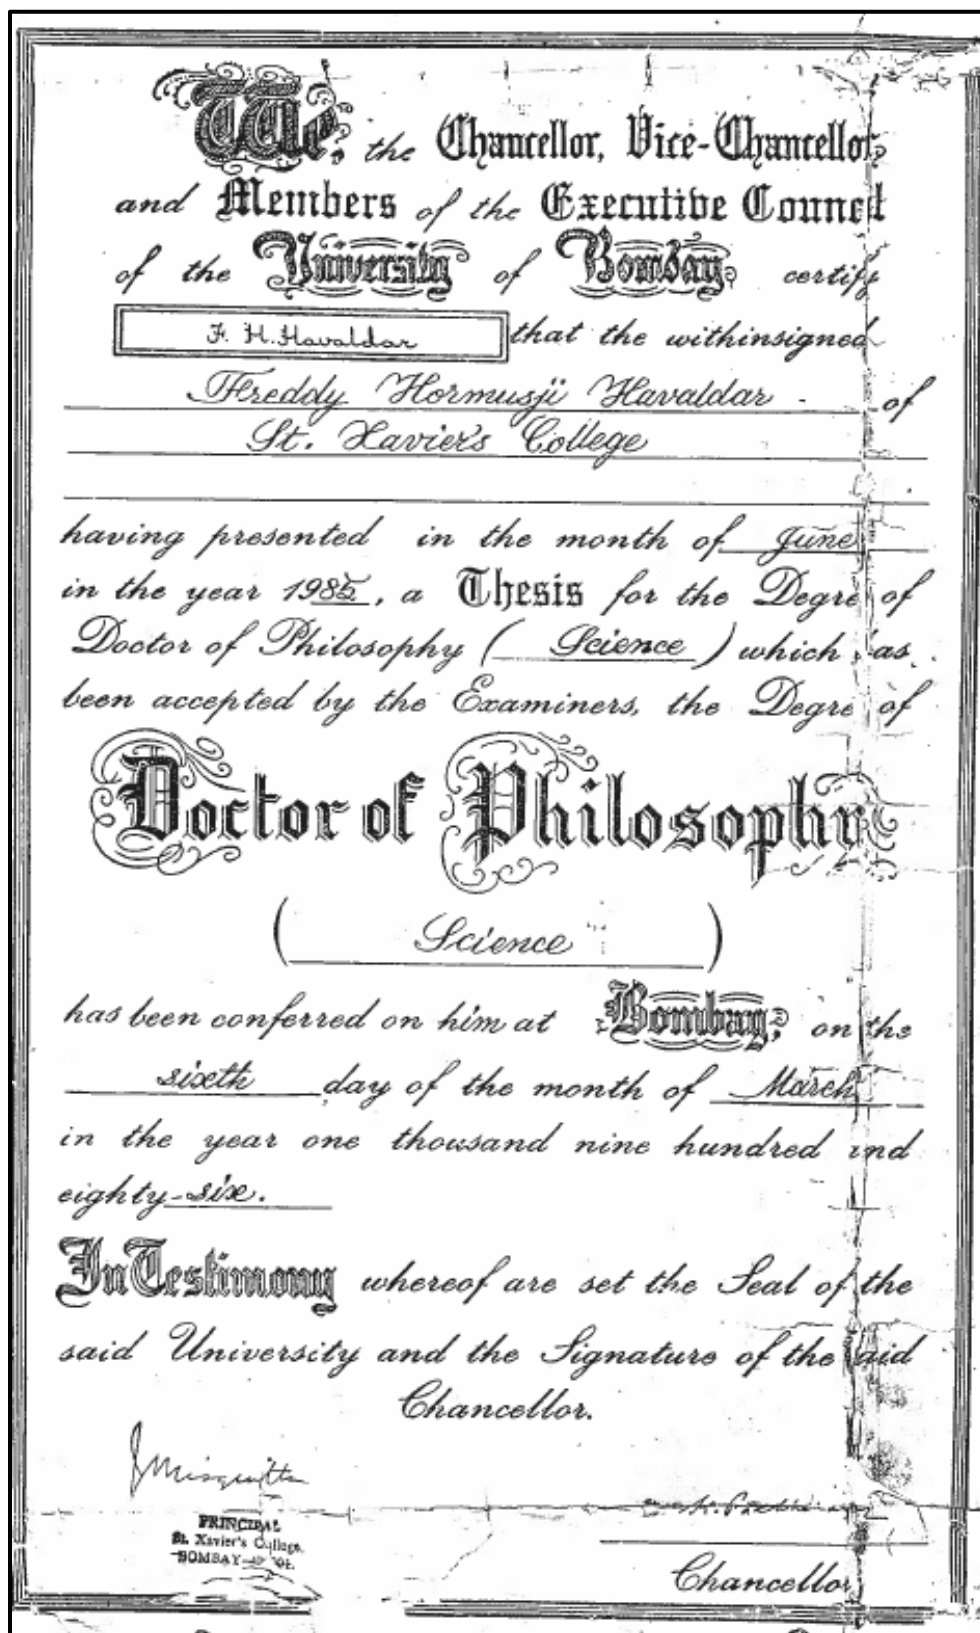 We, the Chancellor, Vice-Chancellor,
and Members of the Executive Council
of the University of Bombay, certify
F. H. Havaldar that the withinsigned
Freddy Hormusji Havaldar of
St. Xavier's College
having presented in the month of June
in the year 1985, a Thesis for the Degre of
Doctor of Philosophy ( Science ) which as
been accepted by the Examiners, the Degre of
Doctor of Philosophy
( Science )
has been conferred on him at Bombay, on the
sixth day of the month of March
in the year one thousand nine hundred and
eighty-six.
In Testimony whereof are set the Seal of the
said University and the Signature of the aid
Chancellor.
PRINCIPAL
St. Xavier's College,
BOMBAY
Chancellor